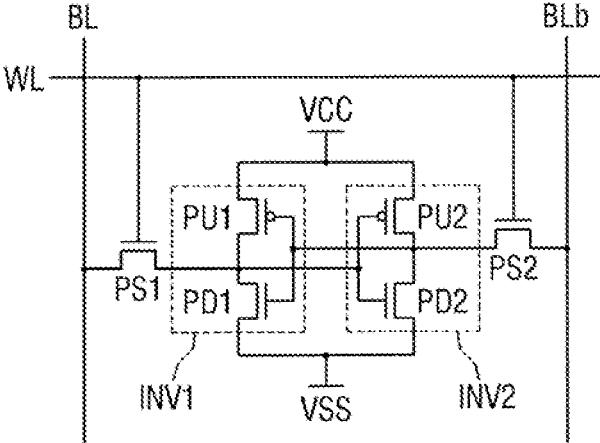 BL
BLb
WL
VCC
PU1
PU2
PS1
PS2
PD1
PD2
INV1
VSS
INV2